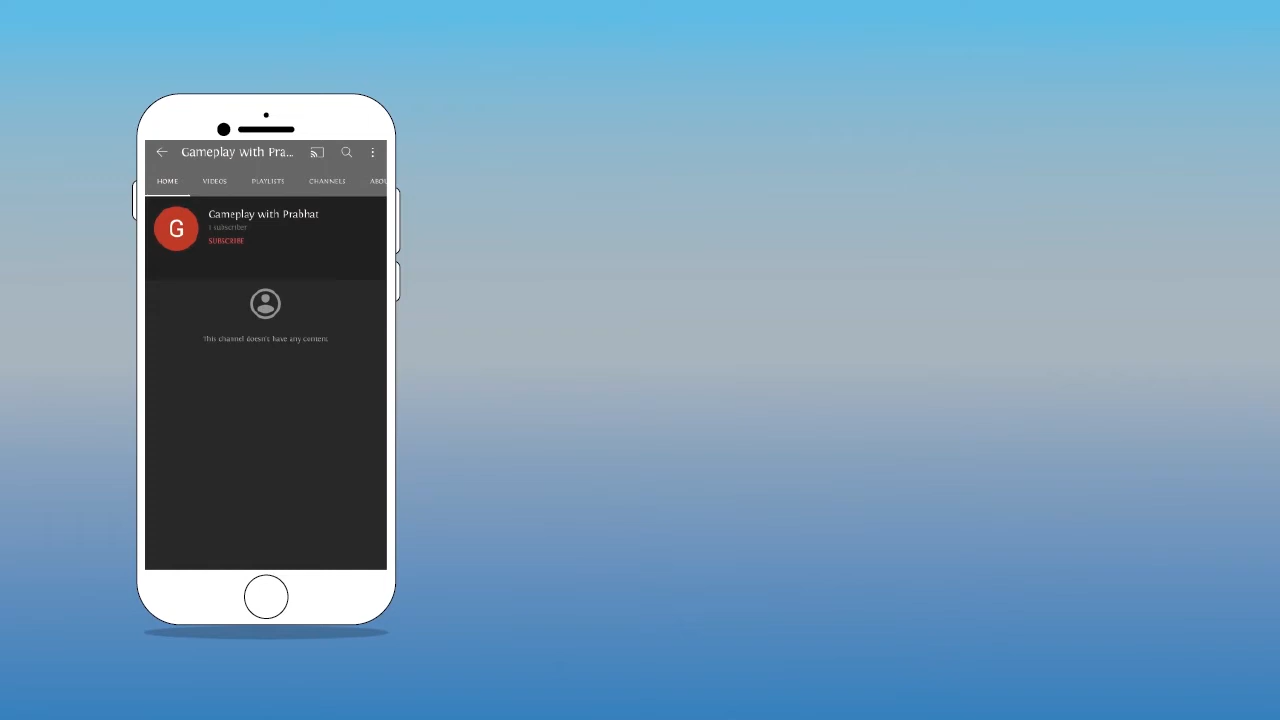 Gameplay with Pra...
HOME VIDEOS PLAYLISTS CHANNELS ABOU
G
Gameplay with Prabhat
1 subscriber
SUBSCRIBE
This channel doesn't have any content